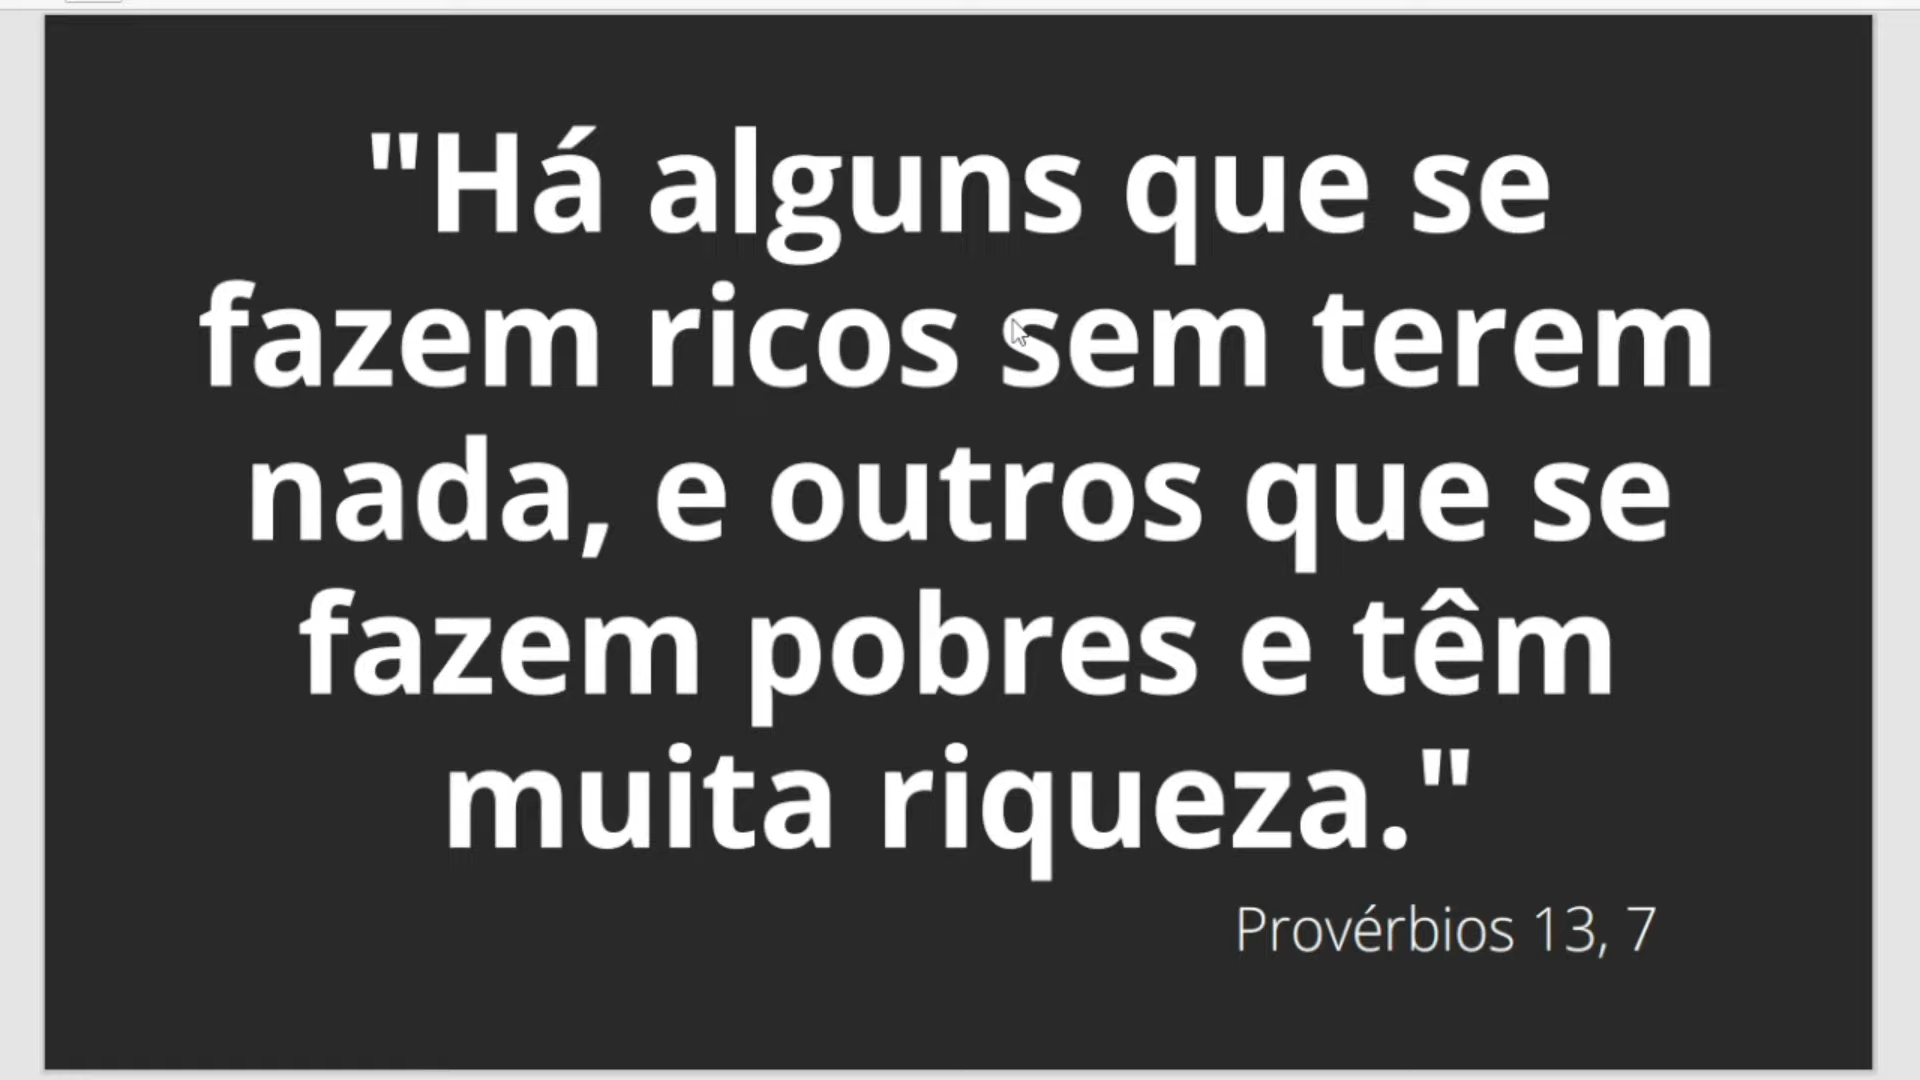 "Há alguns que se
fazem ricos sem terem
nada, e outros que se
fazem pobres e têm
muita riqueza."
Provérbios 13, 7